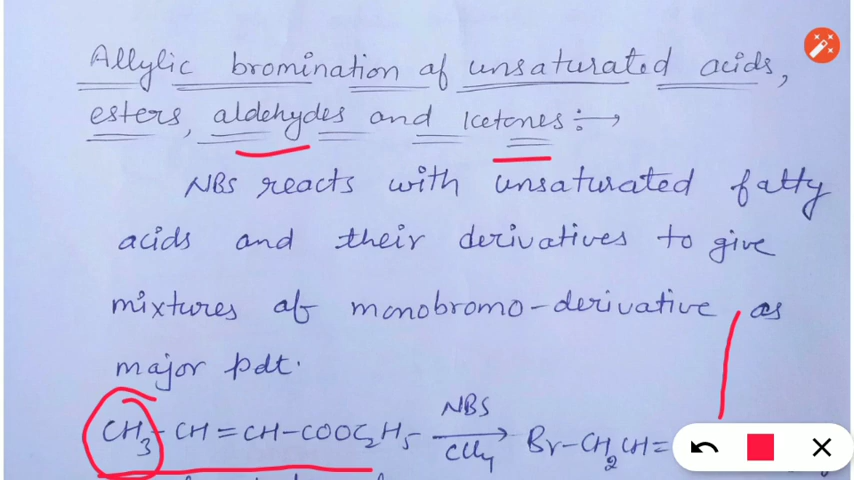 Allylic bromination of unsaturated acids,
esters, aldehydes and Ketones :→
NBS reacts with unsaturated fatty
acids and their derivatives to give
mixtures of monobromo-derivative as
major pdt.
CH3-CH=CH-COOC2H5 NBS/CCl4 → Br-CH2CH=